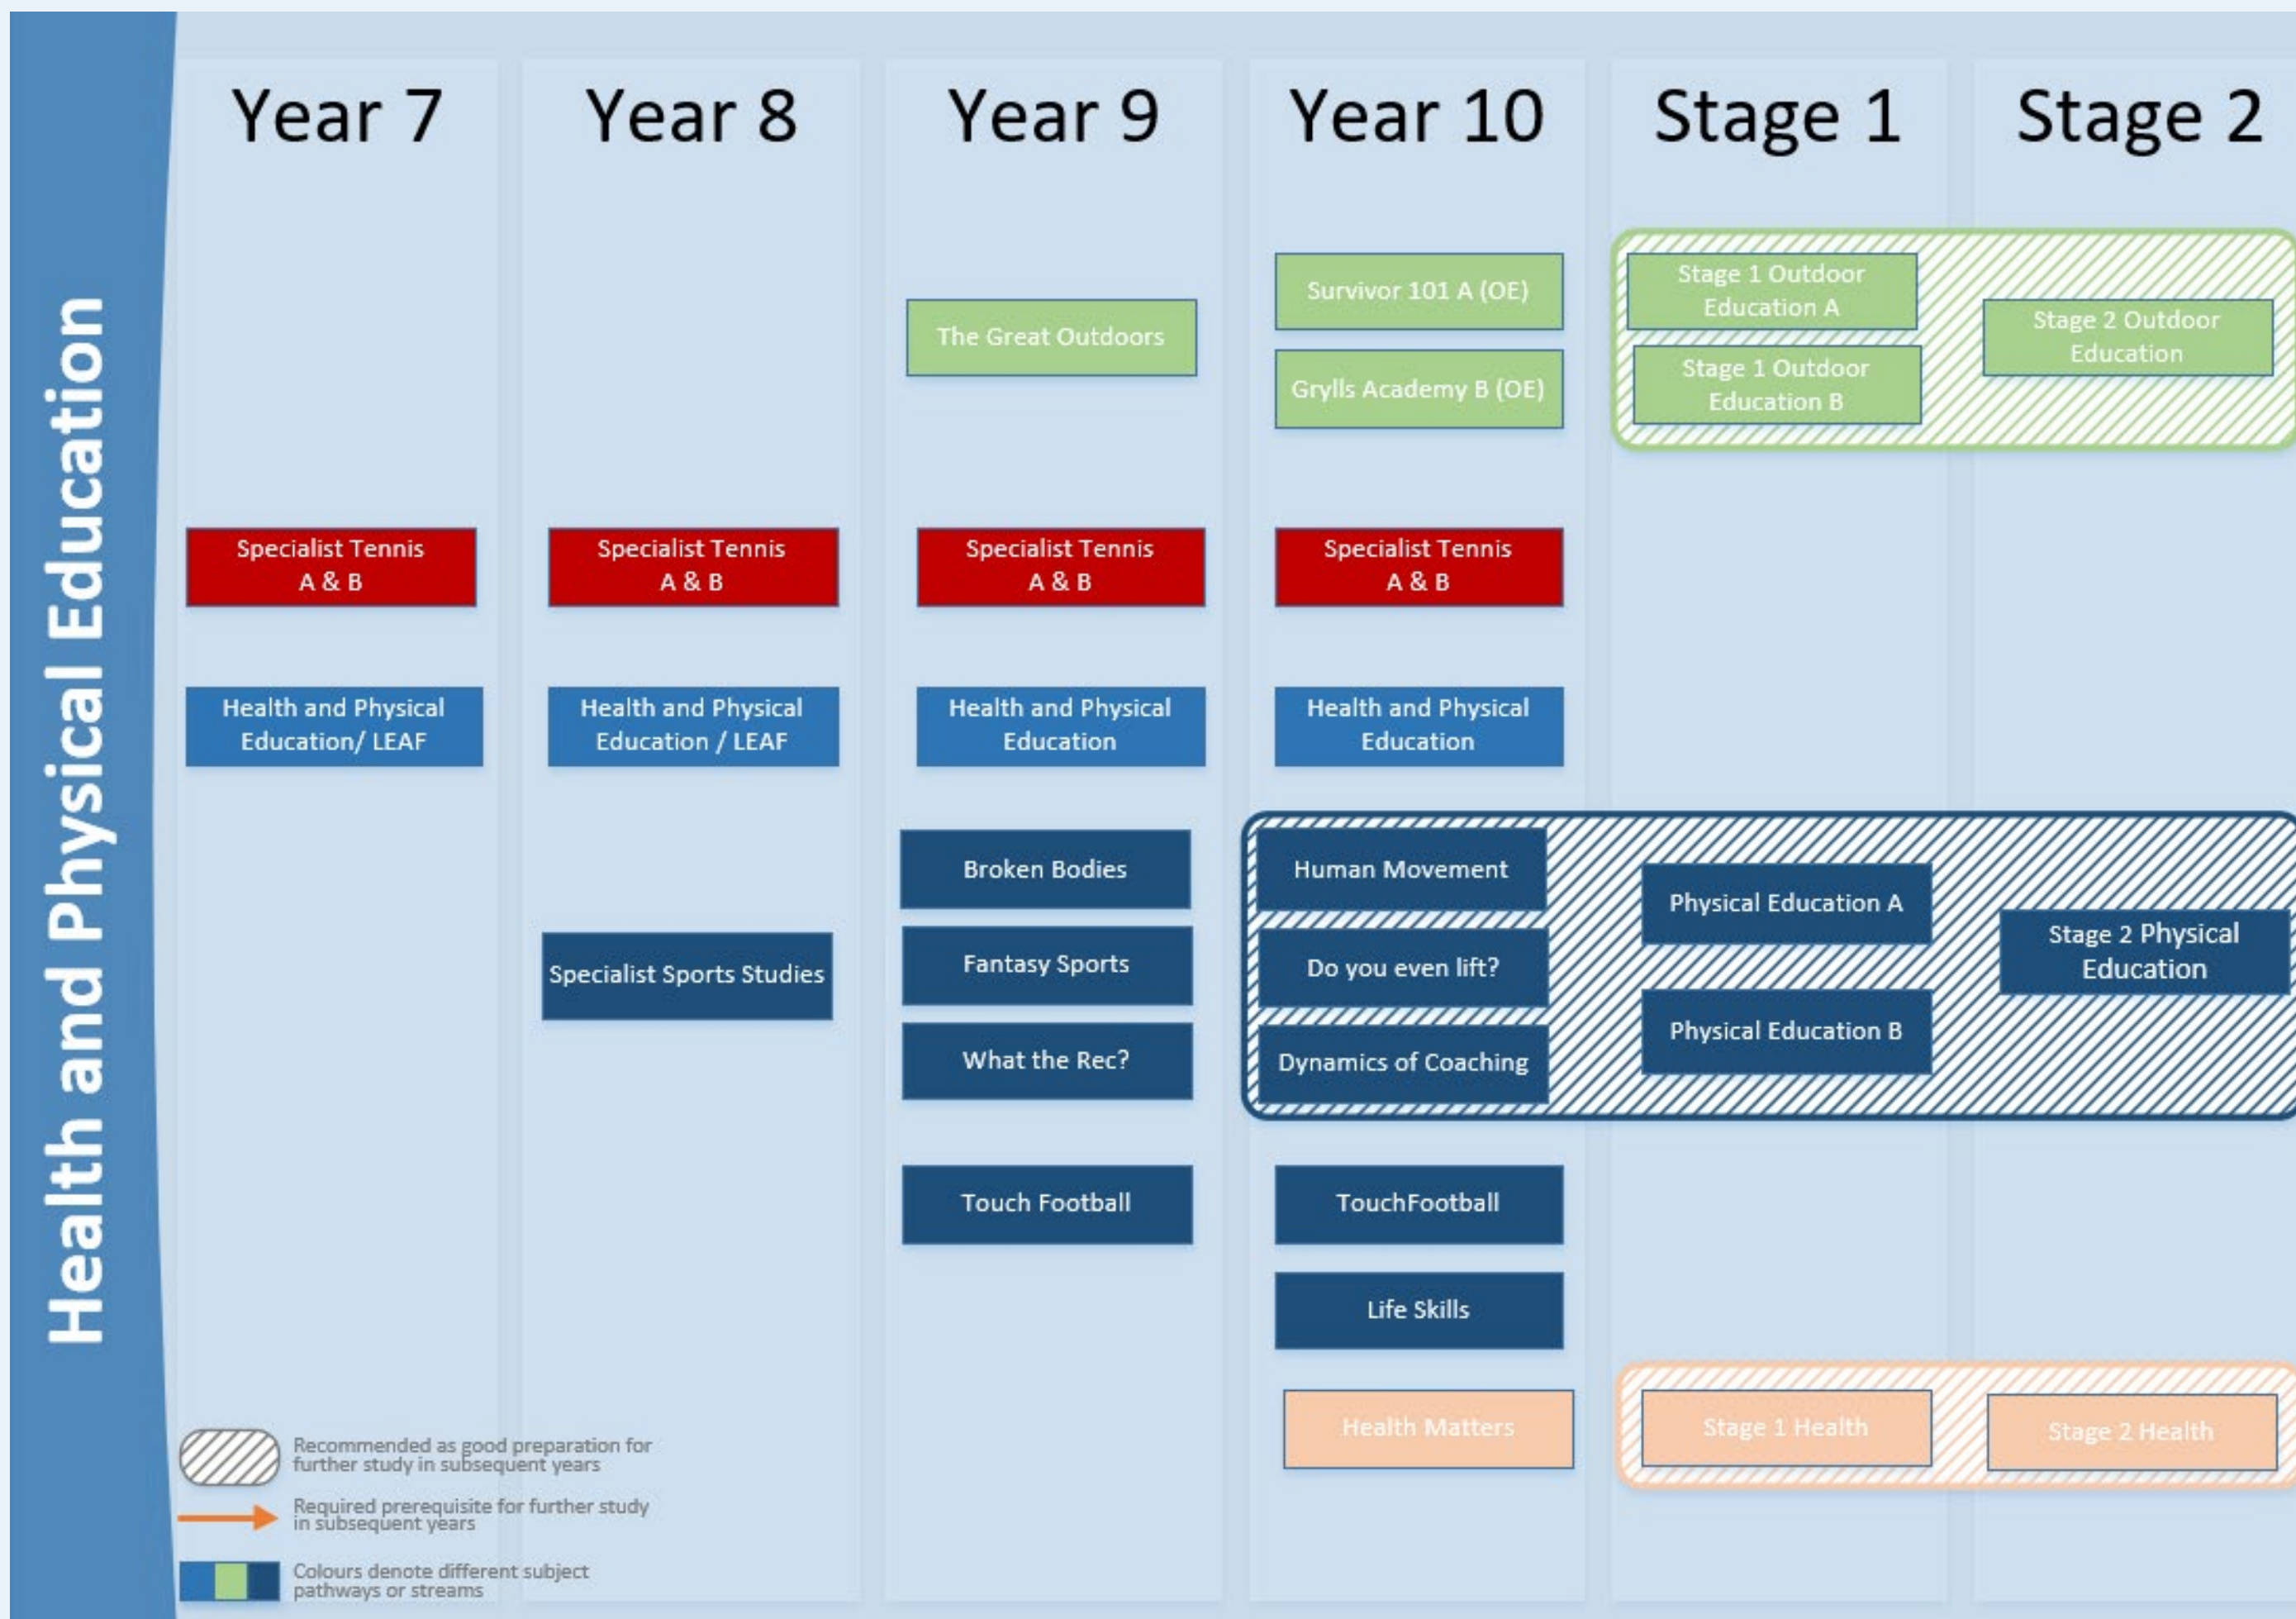 Health and Physical Education
Year 7
Year 8
Year 9
Year 10
Stage 1
Stage 2
The Great Outdoors
Survivor 101 A (OE)
Grylls Academy B (OE)
Stage 1 Outdoor
Education A
Stage 1 Outdoor
Education B
Stage 2 Outdoor
Education
Specialist Tennis
A & B
Specialist Tennis
A & B
Specialist Tennis
A & B
Specialist Tennis
A & B
Health and Physical
Education/ LEAF
Health and Physical
Education / LEAF
Health and Physical
Education
Health and Physical
Education
Specialist Sports Studies
Broken Bodies
Fantasy Sports
What the Rec?
Touch Football
Human Movement
Do you even lift?
Dynamics of Coaching
TouchFootball
Life Skills
Health Matters
Physical Education A
Physical Education B
Stage 2 Physical
Education
Stage 1 Health
Stage 2 Health
Recommended as good preparation for
further study in subsequent years
Required prerequisite for further study
in subsequent years
Colours denote different subject
pathways or streams